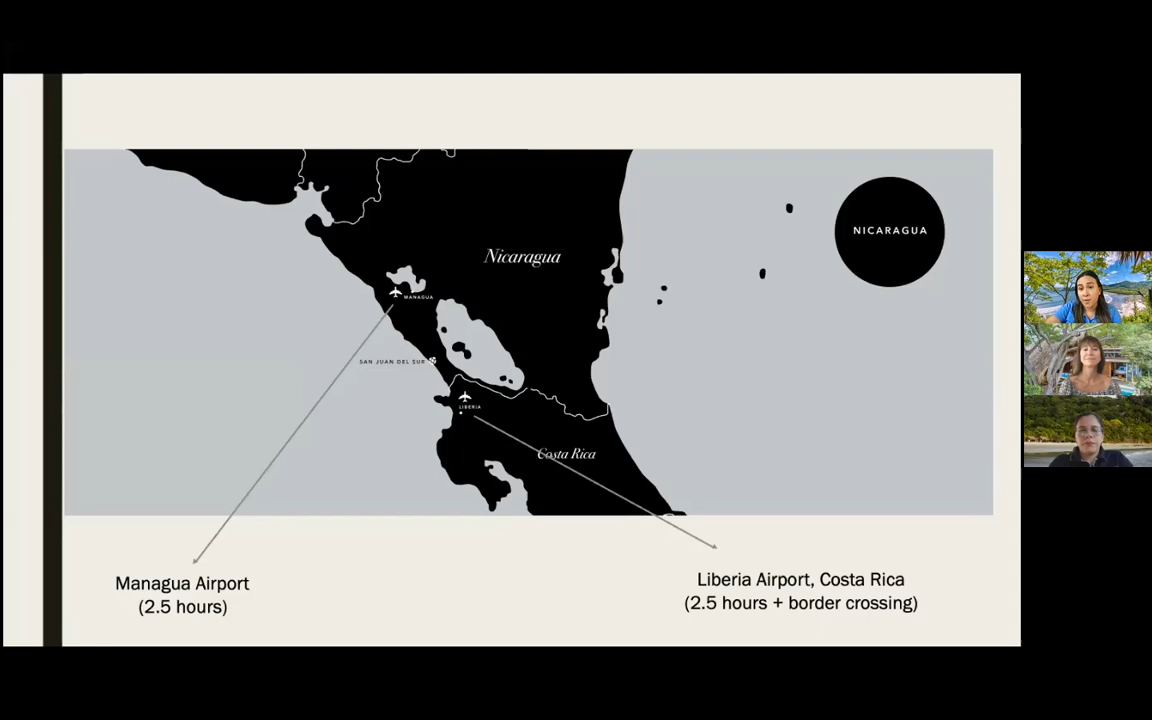 NICARAGUA
Nicaragua
MANAGUA
SAN JUAN DEL SUR
LIBERIA
Costa Rica
Managua Airport
(2.5 hours)
Liberia Airport, Costa Rica
(2.5 hours + border crossing)